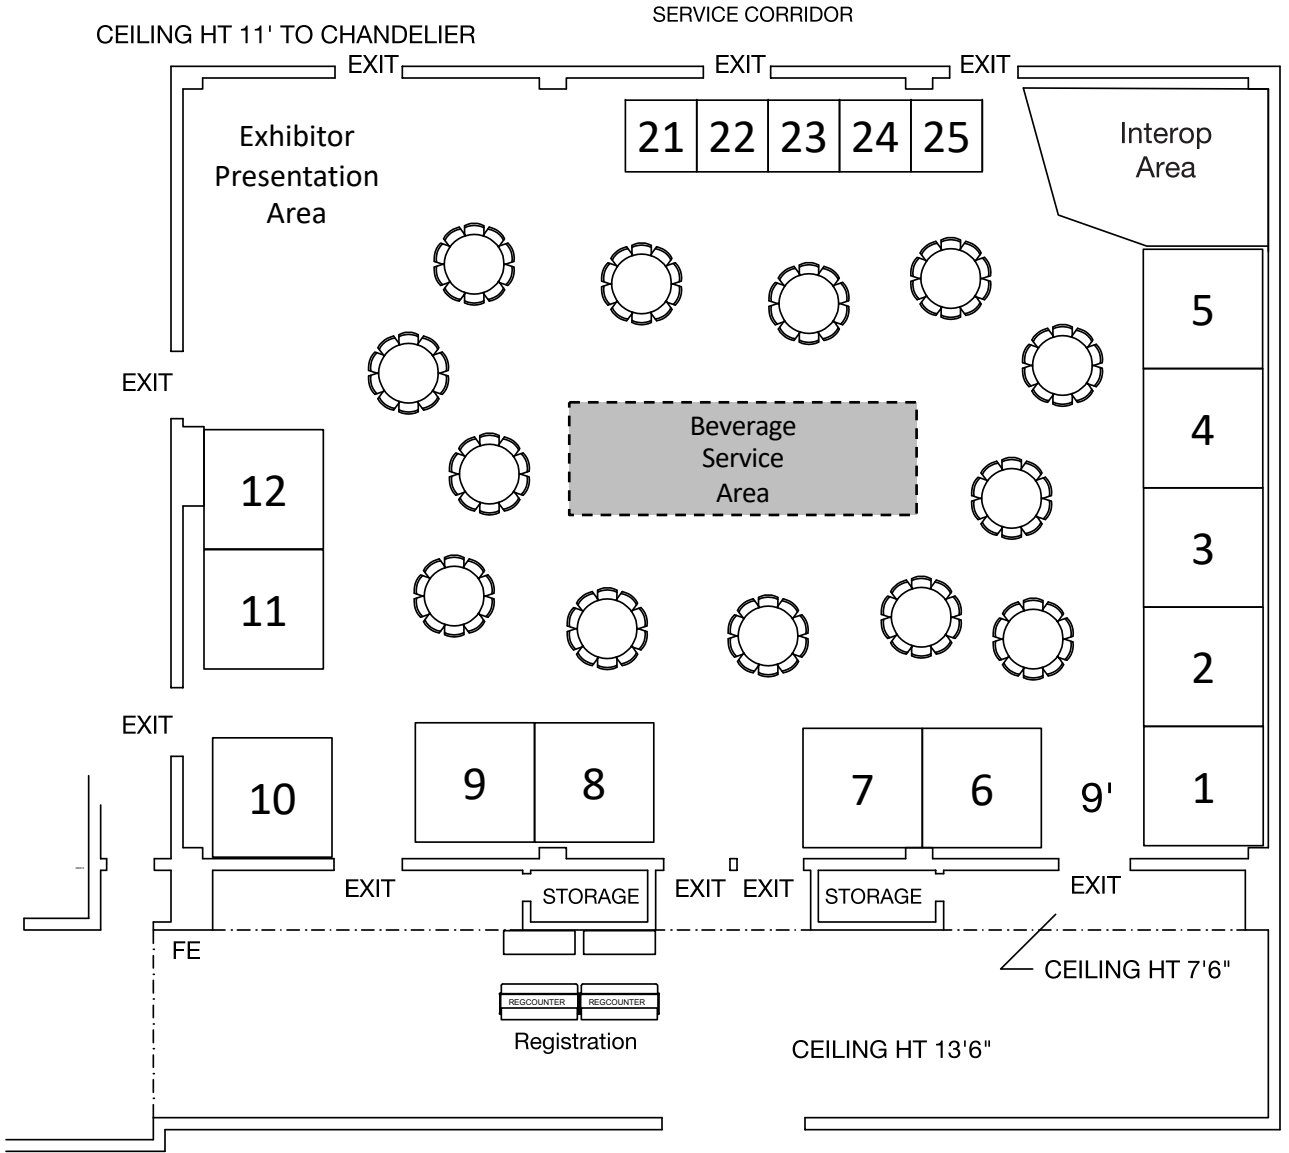 SERVICE CORRIDOR
CEILING HT 11' TO CHANDELIER
EXIT
EXIT
EXIT
Exhibitor
Presentation
Area
21
22
23
24
25
Interop
Area
5
EXIT
4
Beverage
Service
Area
12
3
11
2
EXIT
10
9
8
7
6
9'
1
EXIT
STORAGE
EXIT
EXIT
STORAGE
EXIT
FE
CEILING HT 7'6"
REGCOUNTER
REGCOUNTER
Registration
CEILING HT 13'6"